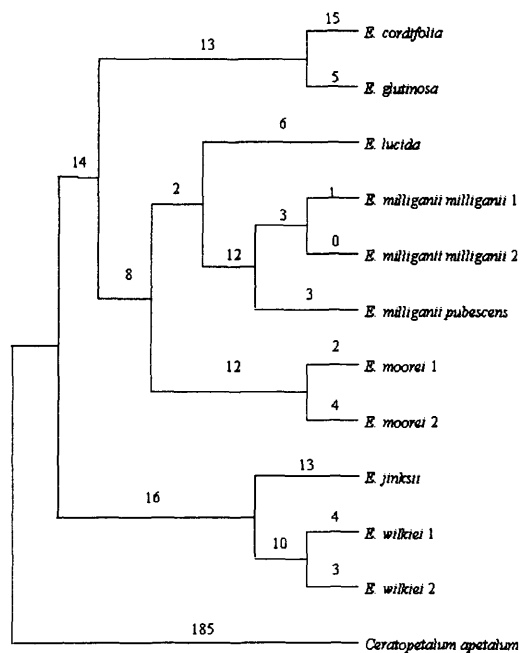 15
E. cordifolia
13
5
E. glutinosa
6
E. lucida
14
2
1
E. milliganii milliganii 1
3
0
E. milliganii milliganii 2
12
8
3
E. milliganii pubescens
2
E. moorei 1
12
4
E. moorei 2
13
E. jinksii
16
4
E. wilkiei 1
10
3
E. wilkiei 2
185
Ceratopetalum apetalum